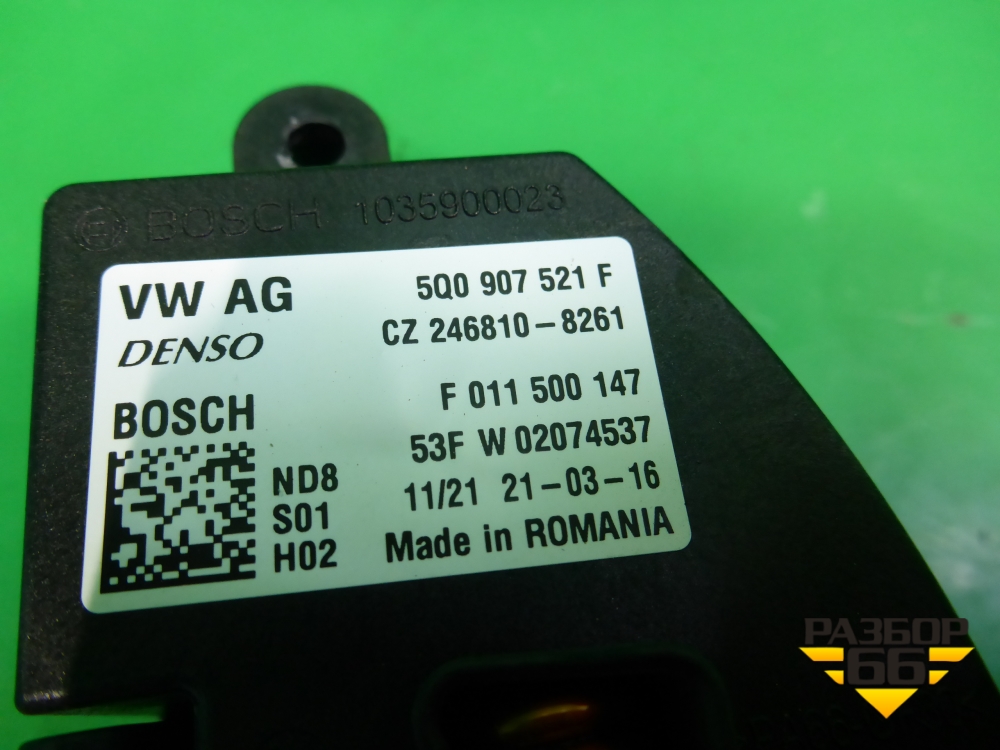 BOSCH 1035900023
VW AG 5Q0 907 521 F
DENSO CZ 246810-8261
BOSCH F 011 500 147
53F W 02074537
ND8 11/21 21-03-16
S01 Made in ROMANIA
H02
РАЗБОР
66